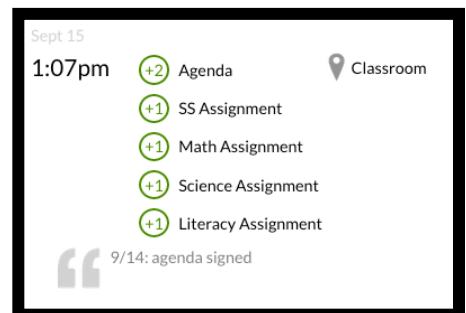 Sept 15
1:07pm +2 Agenda Classroom
+1 SS Assignment
+1 Math Assignment
+1 Science Assignment
+1 Literacy Assignment
9/14: agenda signed